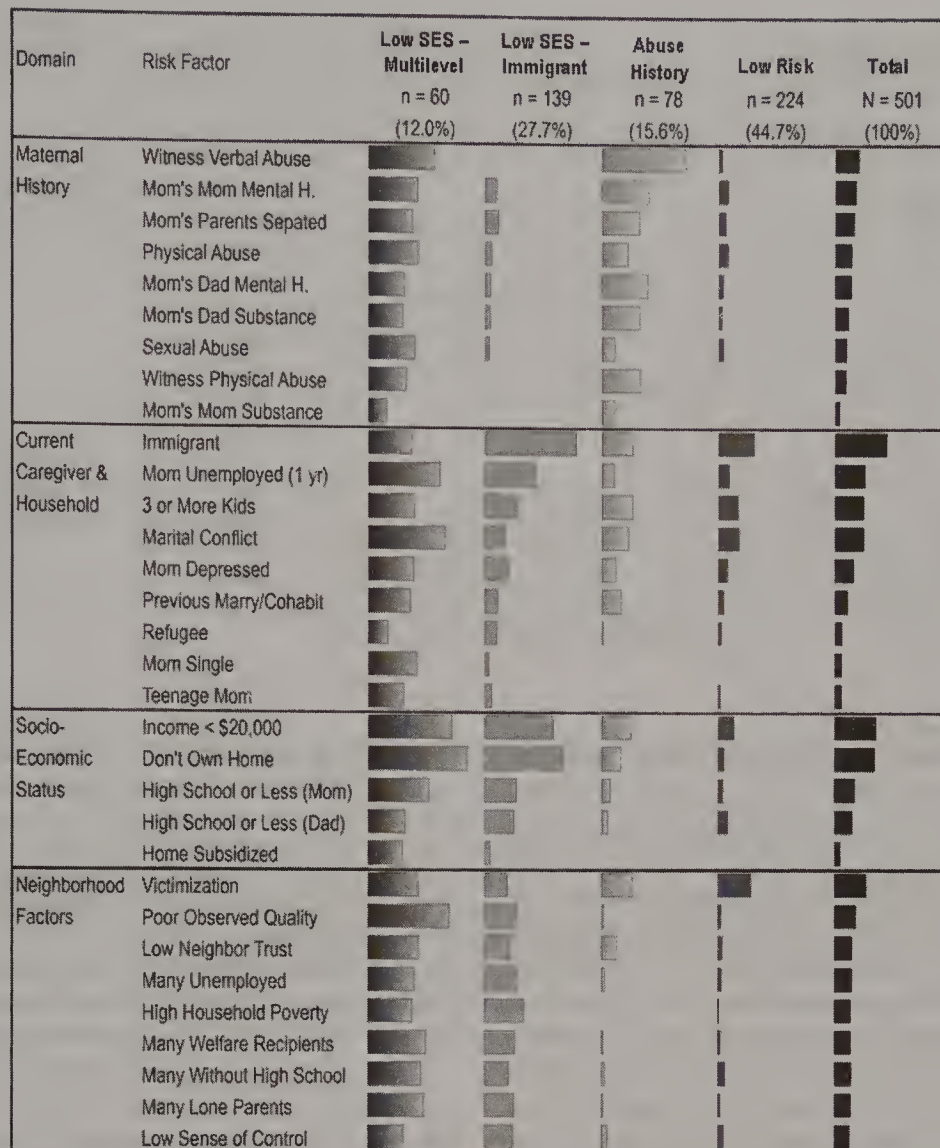 Domain Risk Factor Low SES – Multilevel n = 60 (12.0%) Low SES – Immigrant n = 139 (27.7%) Abuse History n = 78 (15.6%) Low Risk n = 224 (44.7%) Total N = 501 (100%)
Maternal Witness Verbal Abuse
History Mom's Mom Mental H.
Mom's Parents Sepated
Physical Abuse
Mom's Dad Mental H.
Mom's Dad Substance
Sexual Abuse
Witness Physical Abuse
Mom's Mom Substance
Current Immigrant
Caregiver & Mom Unemployed (1 yr)
Household 3 or More Kids
Marital Conflict
Mom Depressed
Previous Marry/Cohabit
Refugee
Mom Single
Teenage Mom
Socio- Income < $20,000
Economic Don't Own Home
Status High School or Less (Mom)
High School or Less (Dad)
Home Subsidized
Neighborhood Victimization
Factors Poor Observed Quality
Low Neighbor Trust
Many Unemployed
High Household Poverty
Many Welfare Recipients
Many Without High School
Many Lone Parents
Low Sense of Control